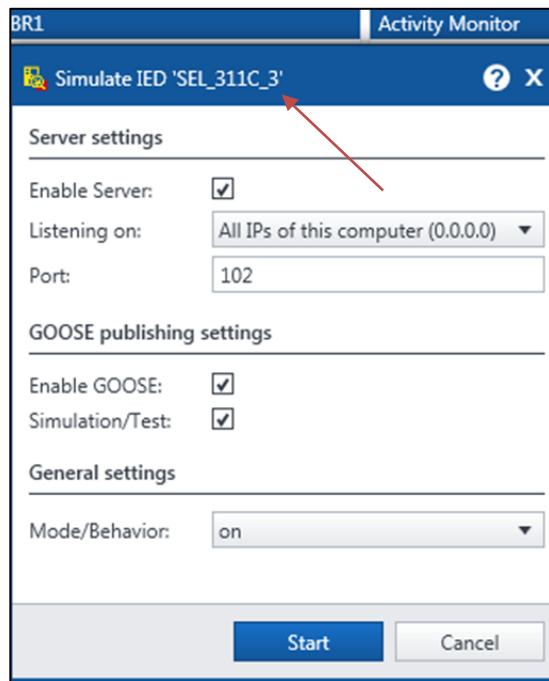 BR1 Activity Monitor
Simulate IED 'SEL_311C_3' ? X
Server settings
Enable Server:
Listening on: All IPs of this computer (0.0.0.0)
Port: 102
GOOSE publishing settings
Enable GOOSE:
Simulation/Test:
General settings
Mode/Behavior: on
Start Cancel